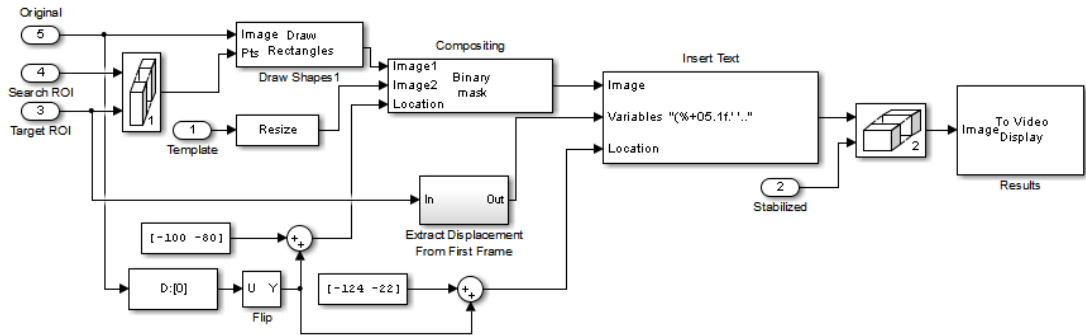 Original
5
4
Search ROI
3
Target ROI
1
Image Draw
Pts Rectangles
Draw Shapes1
1
Template
Resize
Compositing
Image1
Image2
Location
Binary
mask
Insert Text
Image
Variables "(%+05.1f.' '.."
Location
In Out
Extract Displacement
From First Frame
2
Stabilized
2
Image
To Video
Display
Results
[-100 -80]
+
+
D:[0]
U Y
Flip
[-124 -22]
+
+